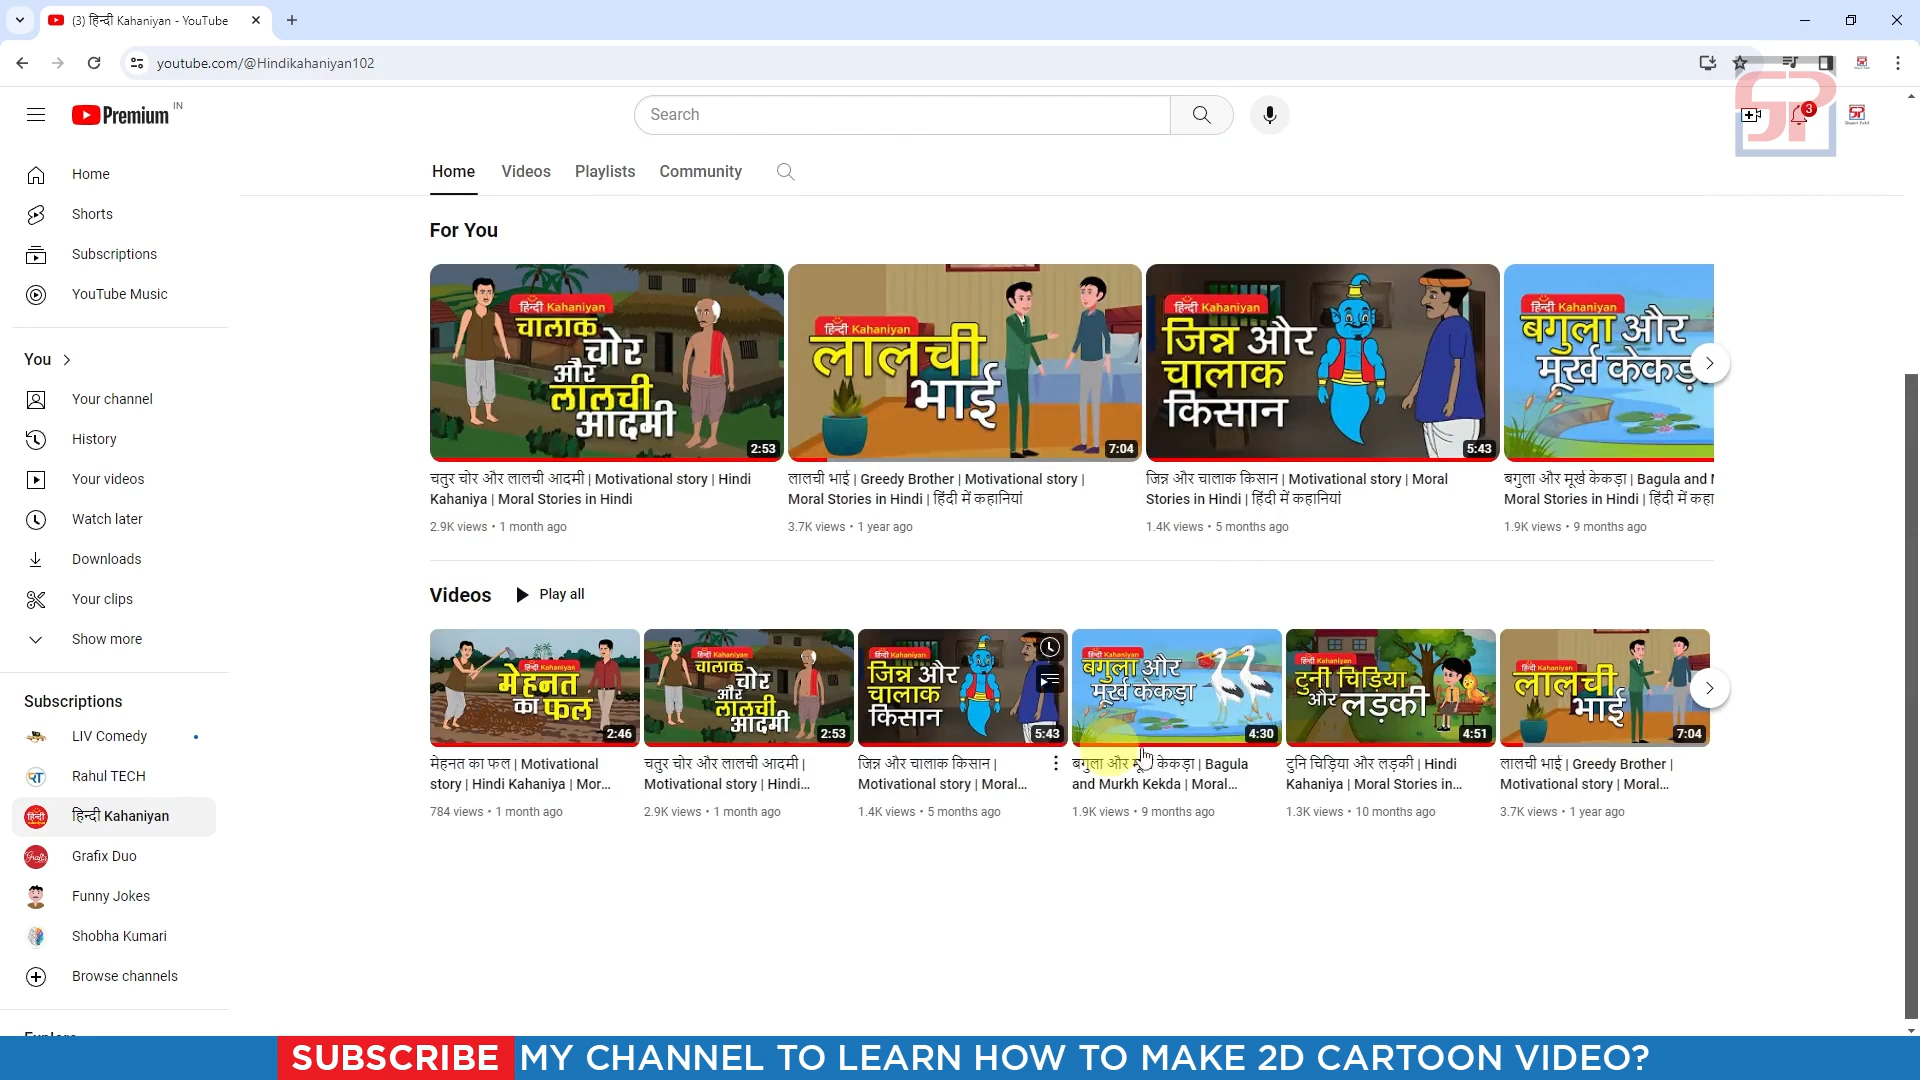 (3) हिन्दी Kahaniyan - YouTube
youtube.com/@Hindikahaniyan102
Premium IN
Search
3
SP
Home
Shorts
Subscriptions
YouTube Music
You
Your channel
History
Your videos
Watch later
Downloads
Your clips
Show more
Subscriptions
LIV Comedy
Rahul TECH
हिन्दी Kahaniyan
Grafix Duo
Funny Jokes
Shobha Kumari
Browse channels
Home Videos Playlists Community
For You
हिन्दी Kahaniyan
चालाक
चोर
और
लालची
आदमी
2:53
चतुर चोर और लालची आदमी | Motivational story | Hindi
Kahaniya | Moral Stories in Hindi
2.9K views • 1 month ago
हिन्दी Kahaniyan
लालची
भाई
7:04
लालची भाई | Greedy Brother | Motivational story |
Moral Stories in Hindi | हिंदी में कहानियां
3.7K views • 1 year ago
हिन्दी Kahaniyan
जिन्न और
चालाक
किसान
5:43
जिन्न और चालाक किसान | Motivational story | Moral
Stories in Hindi | हिंदी में कहानियां
1.4K views • 5 months ago
हिन्दी Kahaniyan
बगुला और
मूर्ख
बगुला और मूर्ख केकड़ा | Bagula and
Moral Stories in Hindi | हिंदी में
1.9K views • 9 months ago
Videos Play all
हिन्दी Kahaniyan
मेहनत
का फल
2:46
मेहनत का फल | Motivational
story | Hindi Kahaniya | Mor...
784 views • 1 month ago
हिन्दी Kahaniyan
चालाक
चोर
और
लालची
आदमी
2:53
चतुर चोर और लालची आदमी |
Motivational story | Hindi...
2.9K views • 1 month ago
हिन्दी Kahaniyan
जिन्न और
चालाक
किसान
5:43
जिन्न और चालाक किसान |
Motivational story | Moral...
1.4K views • 5 months ago
हिन्दी Kahaniyan
बगुला और
मूर्ख केकड़ा
4:30
बगुला और मूर्ख केकड़ा | Bagula
and Murkh Kekda | Moral...
1.9K views • 9 months ago
हिन्दी Kahaniyan
टुनी चिड़िया
और लड़की
4:51
टुनि चिड़िया और लड़की | Hindi
Kahaniya | Moral Stories in...
1.3K views • 10 months ago
हिन्दी Kahaniyan
लालची
भाई
7:04
लालची भाई | Greedy Brother |
Motivational story | Moral...
3.7K views • 1 year ago
SUBSCRIBE MY CHANNEL TO LEARN HOW TO MAKE 2D CARTOON VIDEO?